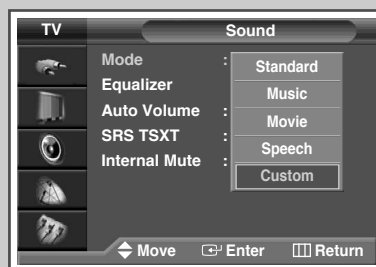 TV Sound
Mode : Standard
Equalizer Music
Auto Volume : Movie
SRS TSXT : Speech
Internal Mute : Custom
Move Enter Return